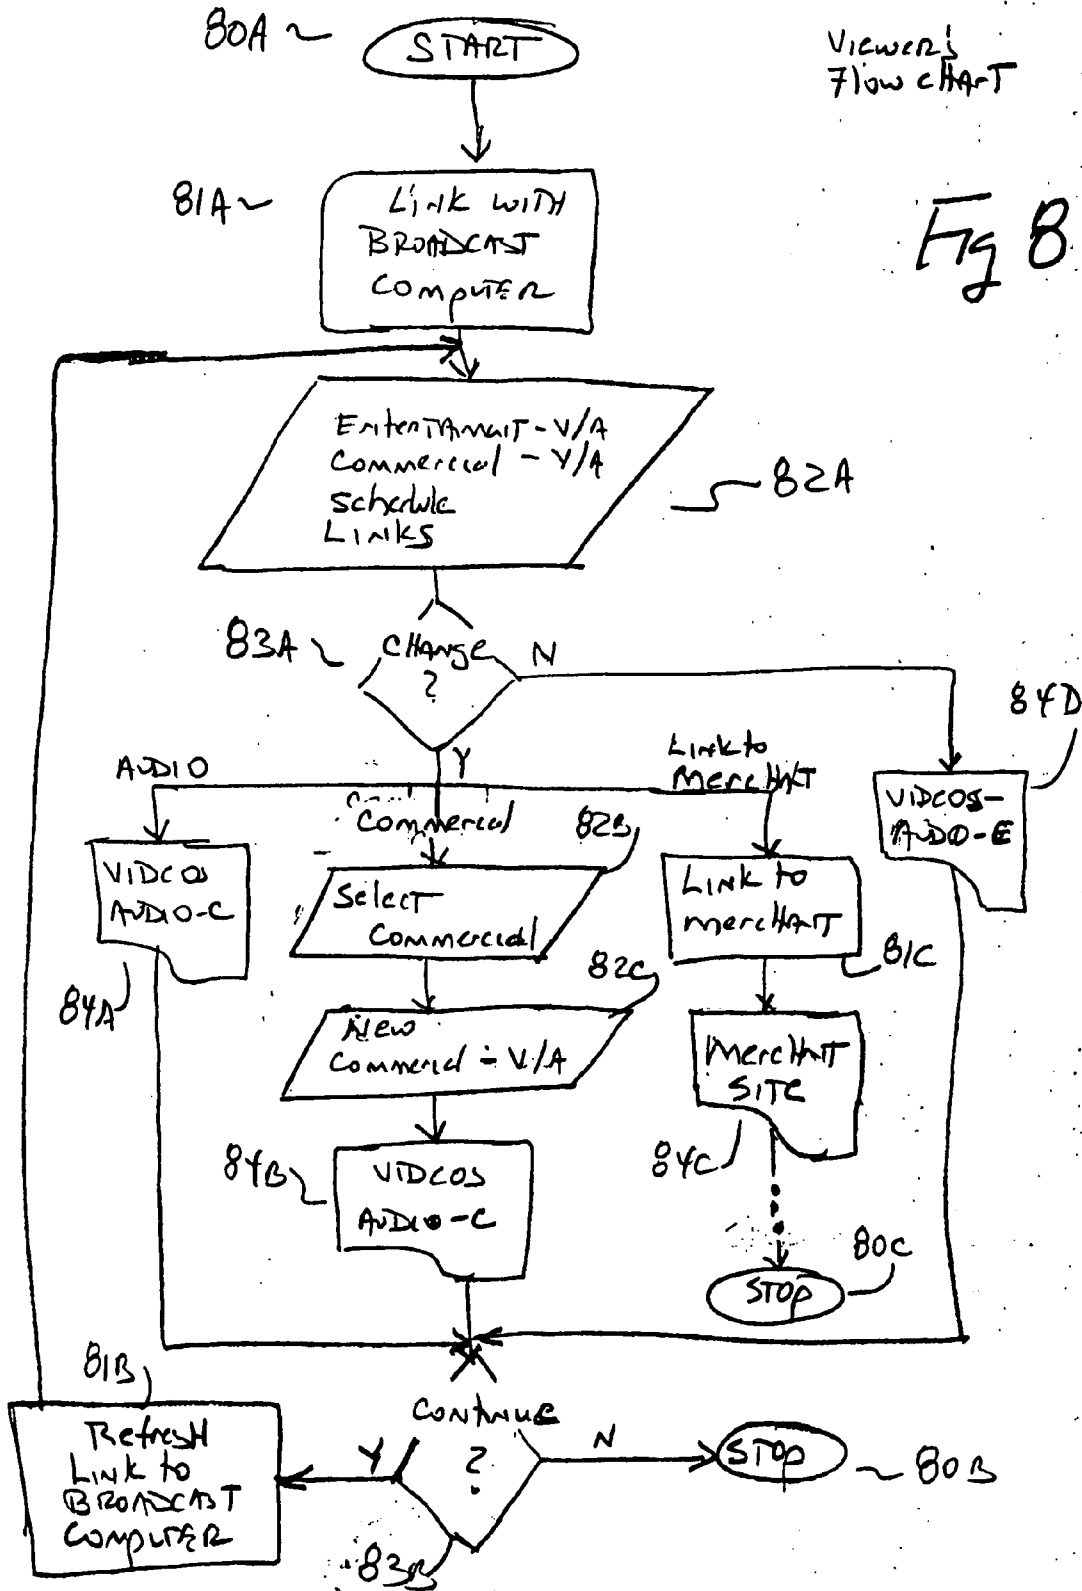 80A
START
Viewer's
Flow chart
Fig 8
81A
Link with
Broadcast
Computer
Entertainment - V/A
Commercial - V/A
Schedule
Links
82A
83A
Change
?
N
Y
84D
Audio
Commercial
Link to
Merchant
Videos -
Audio - E
82B
Videos
Audio - C
84A
Select
Commercial
Link to
merchant
81C
82C
New
Commercial - V/A
Merchant
Site
84C
84B
Videos
Audio - C
80C
Stop
81B
Refresh
Link to
Broadcast
Computer
Continue
?
Y
N
Stop
80B
83B